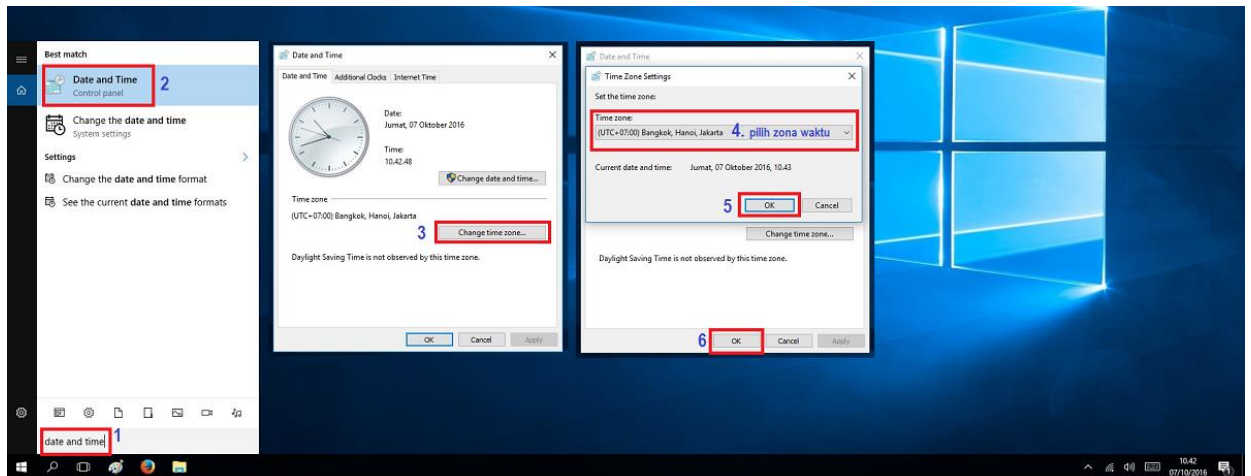 Best match
Date and Time
Control panel
2
Change the date and time
System settings
Settings
Change the date and time format
See the current date and time formats
date and time
1
Date and Time
Date and Time Additional Clocks Internet Time
Date:
Jumat, 07 Oktober 2016
Time:
10.42.48
Change date and time...
Time zone
(UTC+07:00) Bangkok, Hanoi, Jakarta
3
Change time zone...
Daylight Saving Time is not observed by this time zone.
OK Cancel Apply
Date and Time
Time Zone Settings
Set the time zone:
Time zone:
(UTC+07:00) Bangkok, Hanoi, Jakarta 4. pilih zona waktu
Current date and time: Jumat, 07 Oktober 2016, 10.43
5 OK Cancel
Change time zone...
Daylight Saving Time is not observed by this time zone.
6 OK Cancel Apply
10.42
07/10/2016